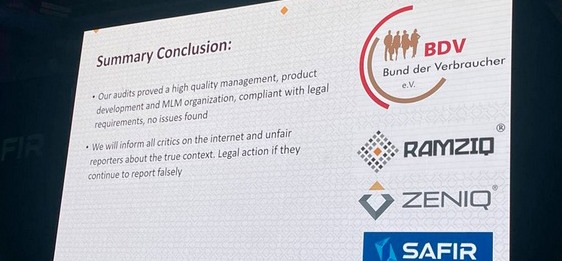 Summary Conclusion:
• Our audits proved a high quality management, product
development and MLM organization, compliant with legal
requirements, no issues found
• We will inform all critics on the internet and unfair
reporters about the true context. Legal action if they
continue to report falsely
BDV
Bund der Verbraucher
e.V.
RAMZIQ®
ZENIQ®
SAFIR
FIR